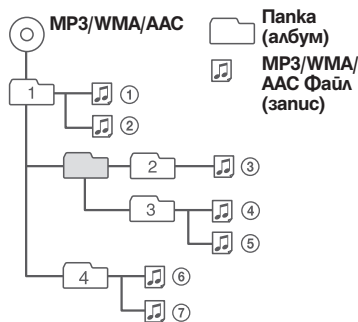 MP3/WMA/AAC
Папка
(албум)
MP3/WMA/
AAC Файл
(запис)
1
①
②
2
③
3
④
⑤
4
⑥
⑦